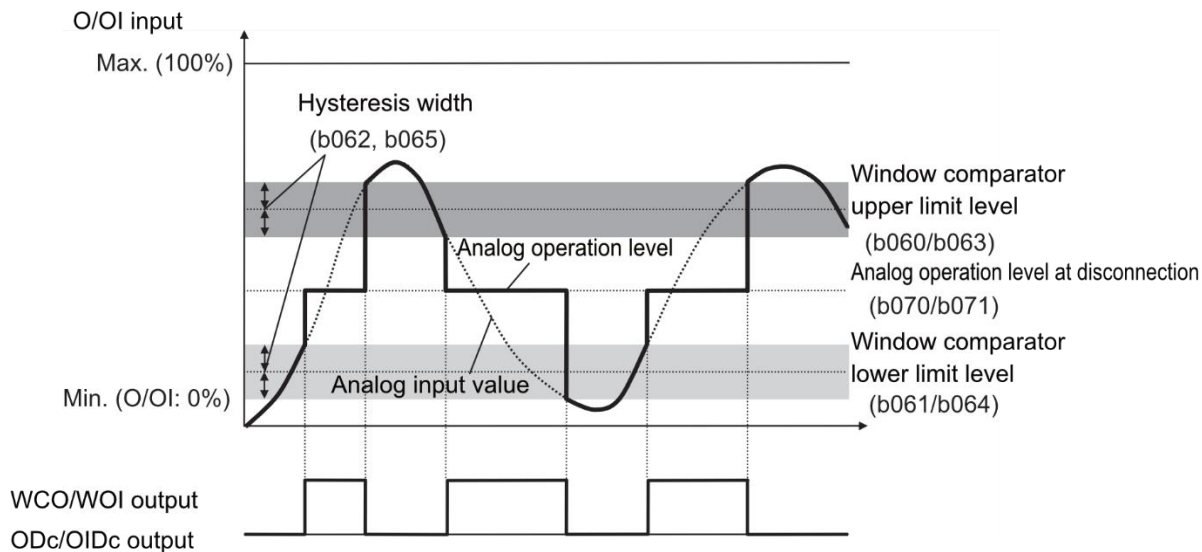 O/OI input
Max. (100%)
Hysteresis width
(b062, b065)
Window comparator
upper limit level
(b060/b063)
Analog operation level
Analog operation level at disconnection
(b070/b071)
Window comparator
lower limit level
(b061/b064)
Analog input value
Min. (O/OI: 0%)
WCO/WOI output
ODc/OIDc output